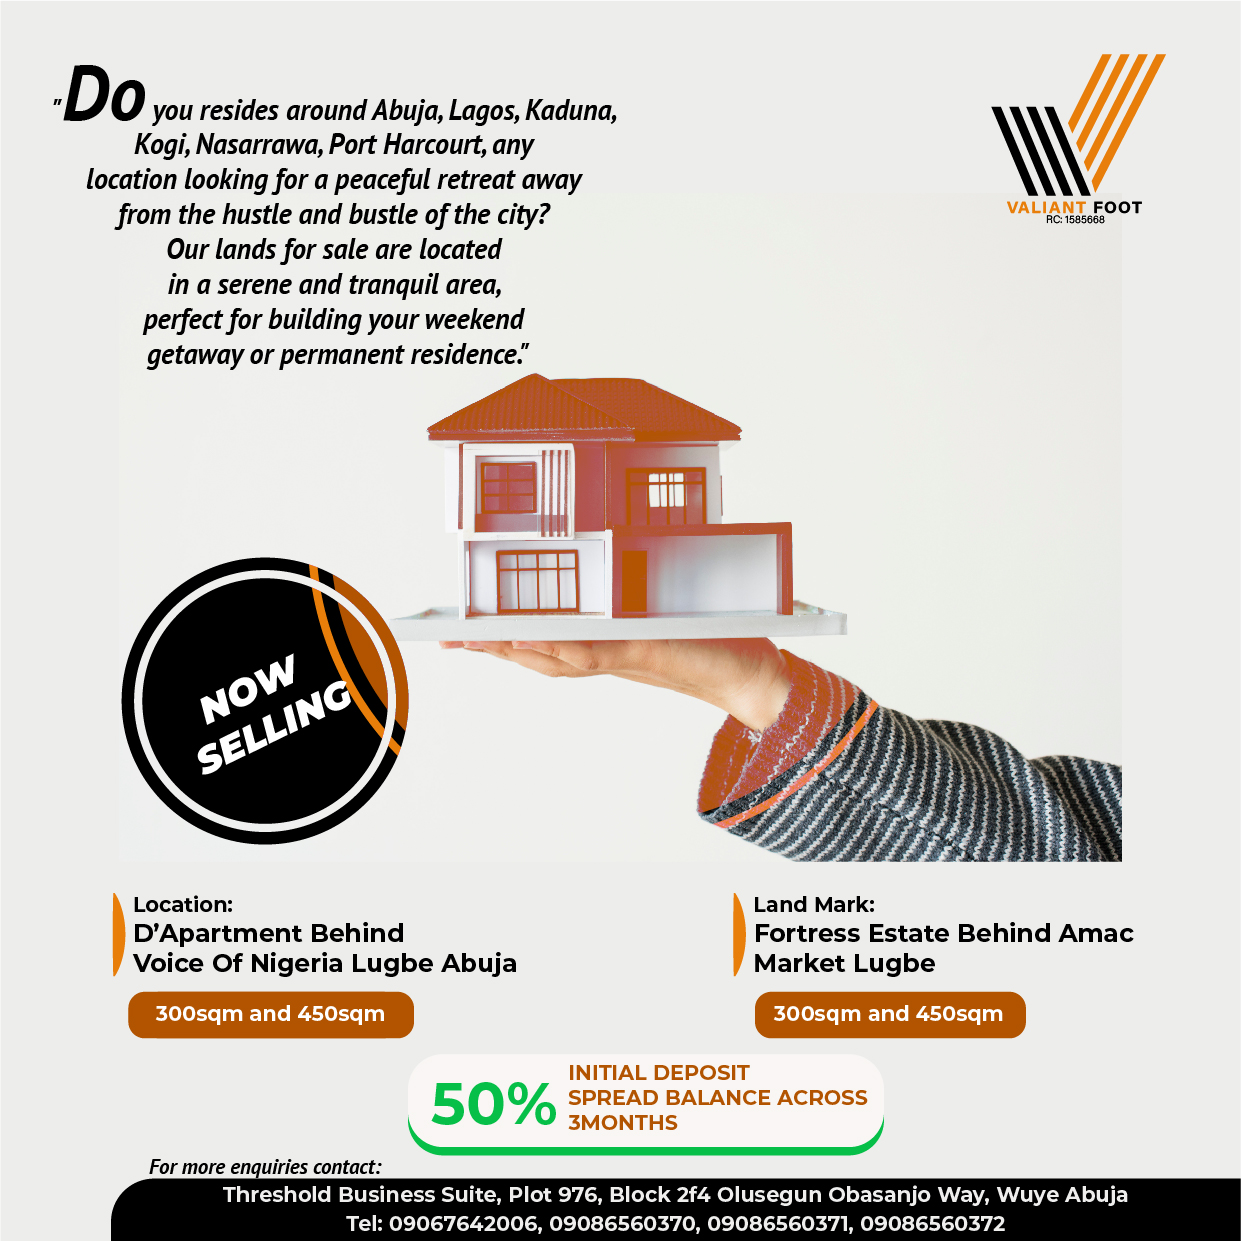 "Do you resides around Abuja, Lagos, Kaduna,
Kogi, Nasarrawa, Port Harcourt, any
location looking for a peaceful retreat away
from the hustle and bustle of the city?
Our lands for sale are located
in a serene and tranquil area,
perfect for building your weekend
getaway or permanent residence."
VALIANT FOOT
RC: 1585668
NOW
SELLING
Location:
D'Apartment Behind
Voice Of Nigeria Lugbe Abuja
300sqm and 450sqm
Land Mark:
Fortress Estate Behind Amac
Market Lugbe
300sqm and 450sqm
50%
INITIAL DEPOSIT
SPREAD BALANCE ACROSS
3MONTHS
For more enquiries contact:
Threshold Business Suite, Plot 976, Block 2f4 Olusegun Obasanjo Way, Wuye Abuja
Tel: 09067642006, 09086560370, 09086560371, 09086560372